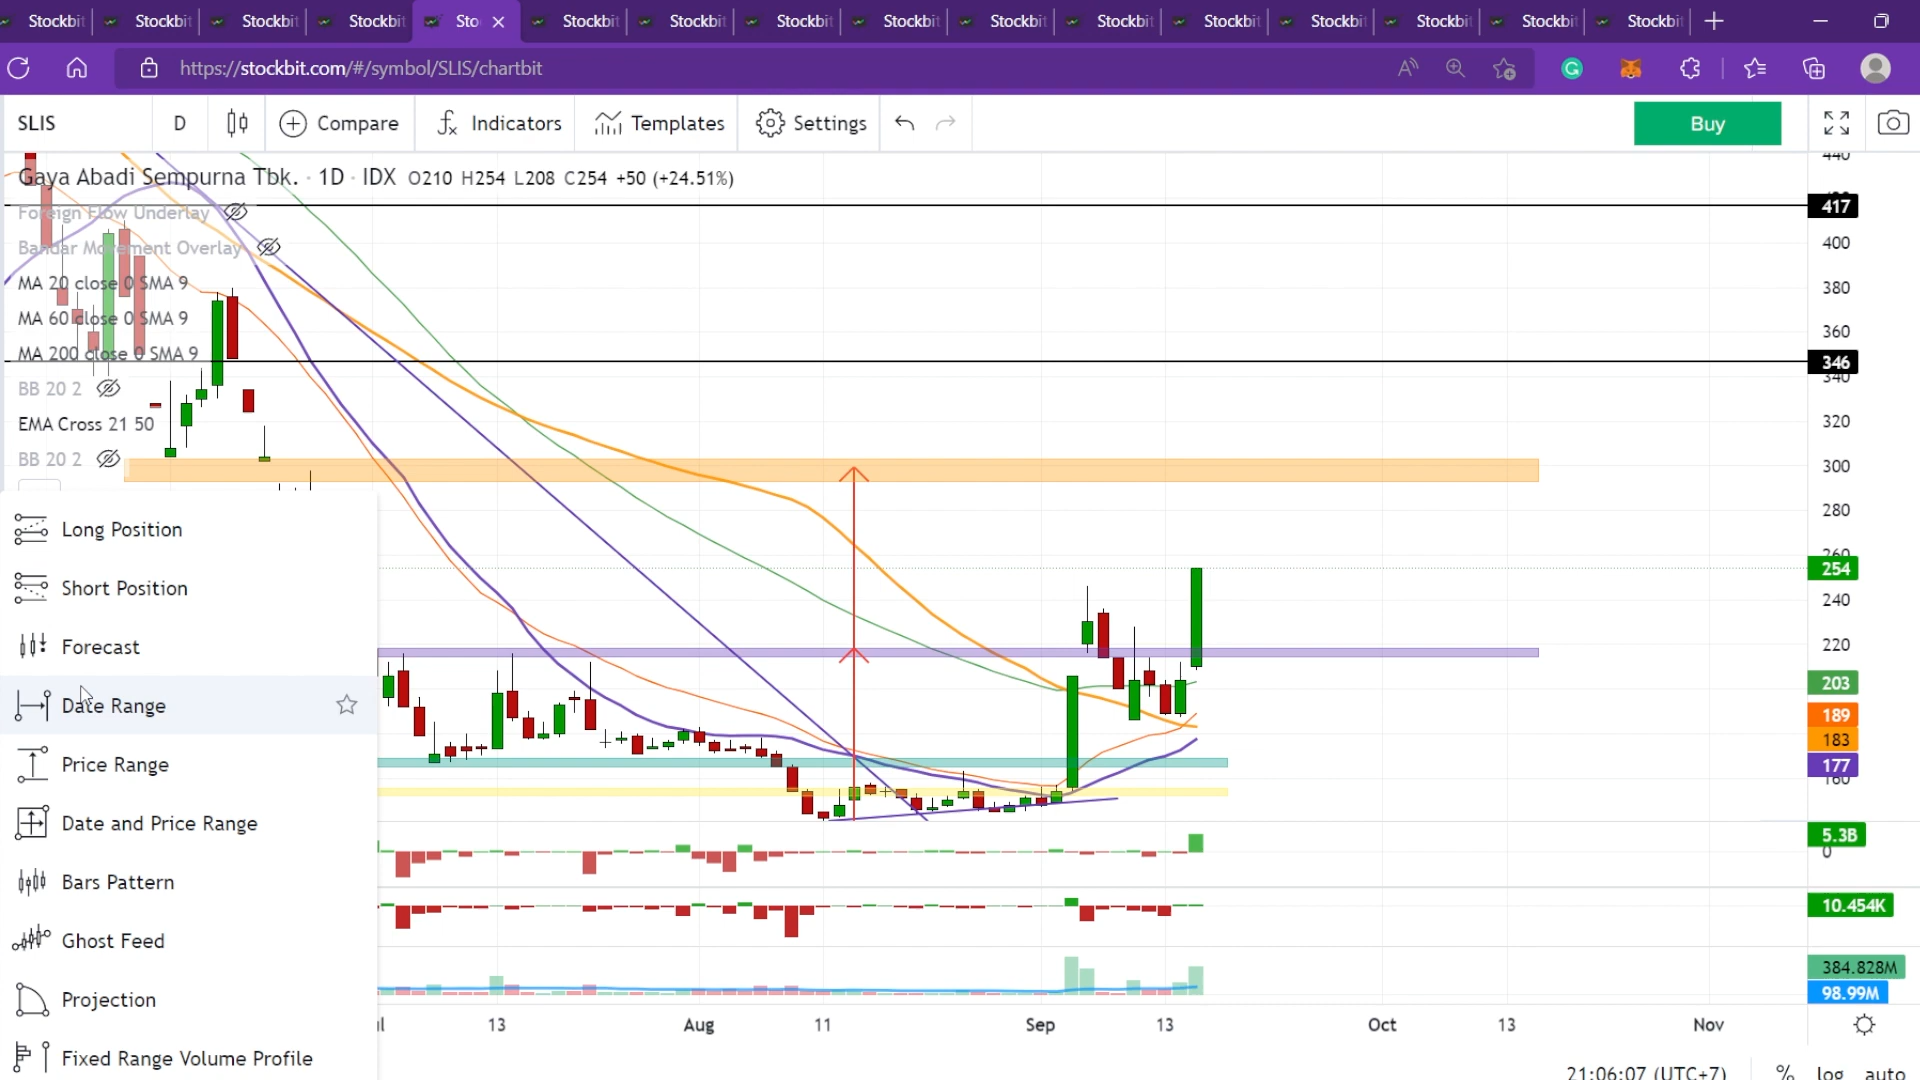 Stockbit Stockbit Stockbit Stockbit Sto Stockbit Stockbit Stockbit Stockbit Stockbit Stockbit Stockbit Stockbit Stockbit Stockbit Stockbit
https://stockbit.com/#/symbol/SLIS/chartbit
SLIS D Compare Indicators Templates Settings Buy
Gaya Abadi Sempurna Tbk. · 1D · IDX O210 H254 L208 C254 +50 (+24.51%)
Foreign Flow Underlay
Bandar Movement Overlay
MA 20 close 0 SMA 9
MA 60 close 0 SMA 9
MA 200 close 0 SMA 9
BB 20 2
EMA Cross 21 50
BB 20 2
Long Position
Short Position
Forecast
Date Range
Price Range
Date and Price Range
Bars Pattern
Ghost Feed
Projection
Fixed Range Volume Profile
440
417
400
380
360
346
340
320
300
280
260
254
240
220
203
189
183
177
160
5.3B
0
10.454K
384.828M
98.99M
13 Aug 11 Sep 13 Oct 13 Nov
21:06:07 (UTC+7) % log auto